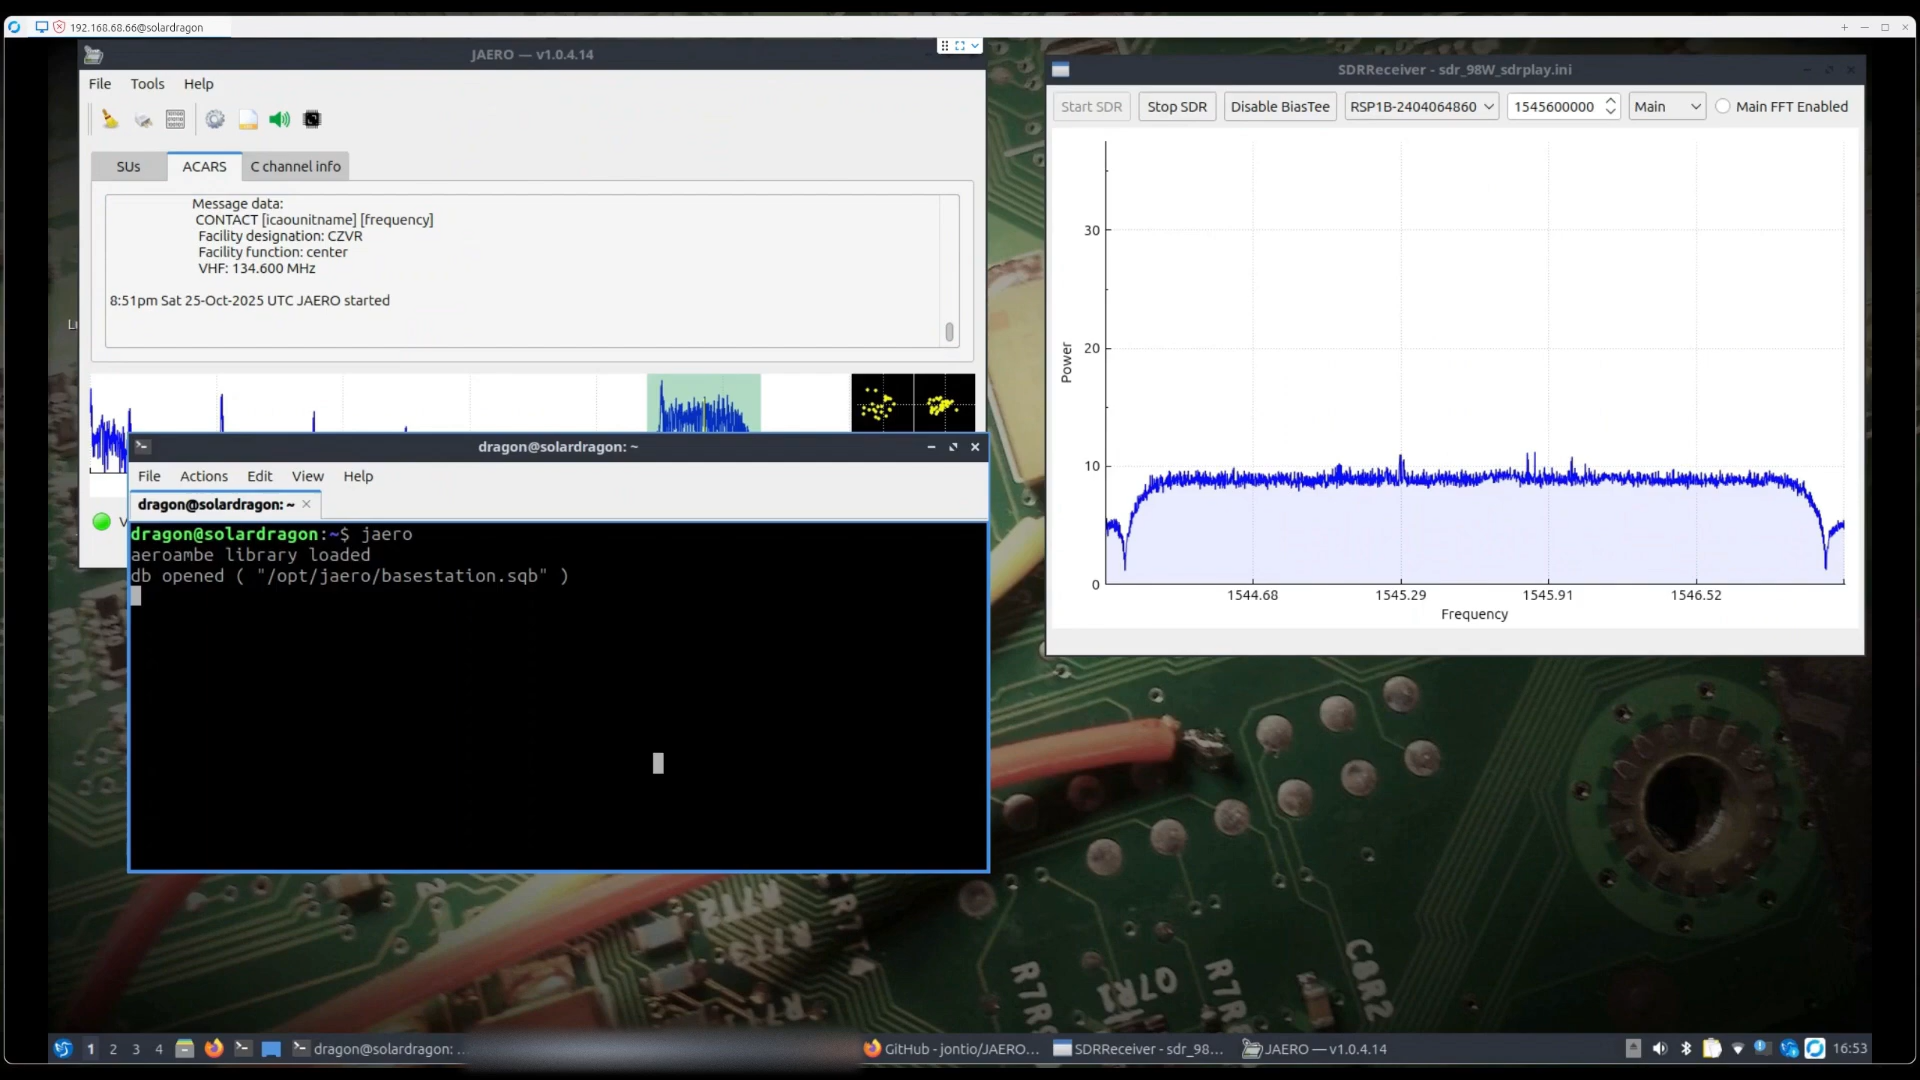 192.168.68.66@solardragon
JAERO — v1.0.4.14
File Tools Help
SUs ACARS C channel info
Message data:
CONTACT [icaounitname] [frequency]
Facility designation: CZVR
Facility function: center
VHF: 134.600 MHz
8:51pm Sat 25-Oct-2025 UTC JAERO started
V
dragon@solardragon: ~
File Actions Edit View Help
dragon@solardragon: ~
dragon@solardragon:~$ jaero
aeroambe library loaded
db opened ( "/opt/jaero/basestation.sqb" )
SDRReceiver - sdr_98W_sdrplay.ini
Start SDR Stop SDR Disable BiasTee RSP1B-2404064860 1545600000 Main Main FFT Enabled
30
20
10
0
Power
1544.68 1545.29 1545.91 1546.52
Frequency
R7R
R7R
C8R2
1 2 3 4 dragon@solardragon: ... GitHub - jontio/JAERO... SDRReceiver - sdr_98... JAERO — v1.0.4.14 16:53